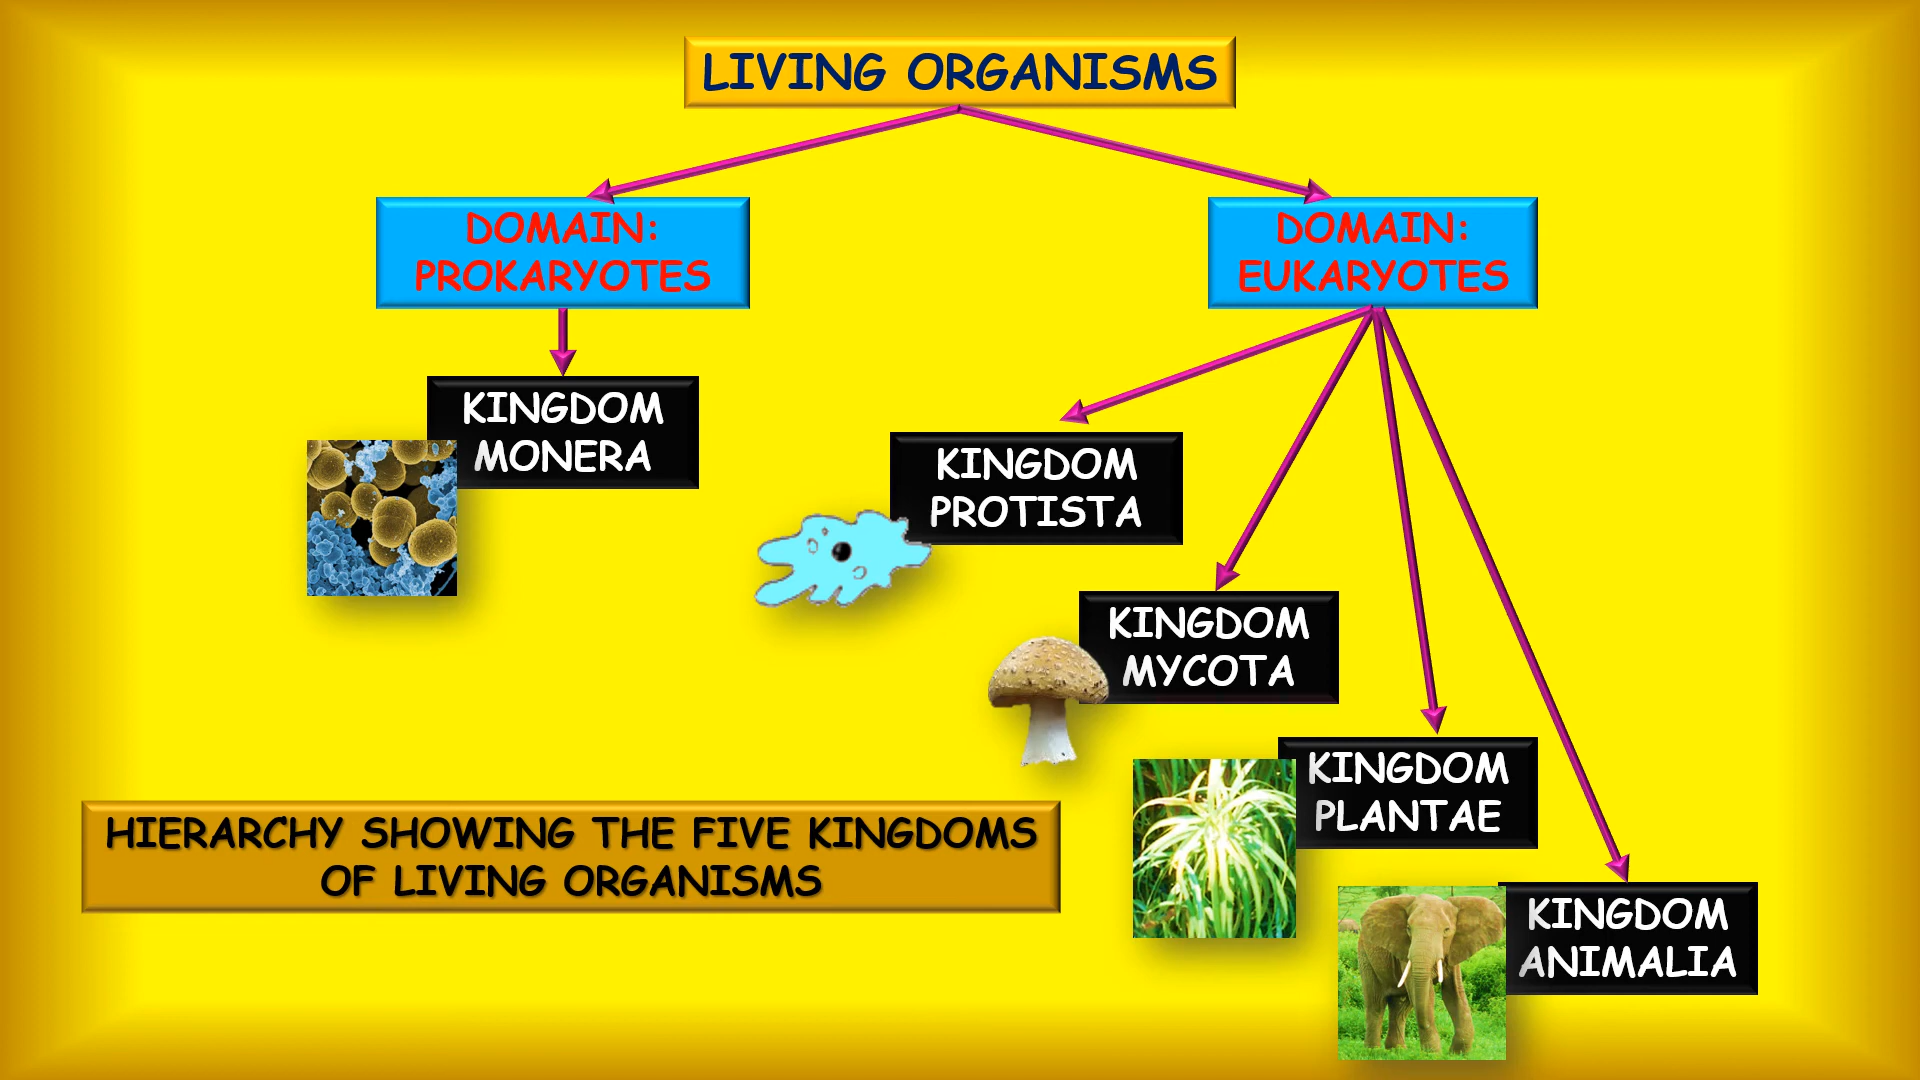 LIVING ORGANISMS
DOMAIN:
PROKARYOTES
DOMAIN:
EUKARYOTES
KINGDOM
MONERA
KINGDOM
PROTISTA
KINGDOM
MYCOTA
KINGDOM
PLANTAE
HIERARCHY SHOWING THE FIVE KINGDOMS
OF LIVING ORGANISMS
KINGDOM
ANIMALIA